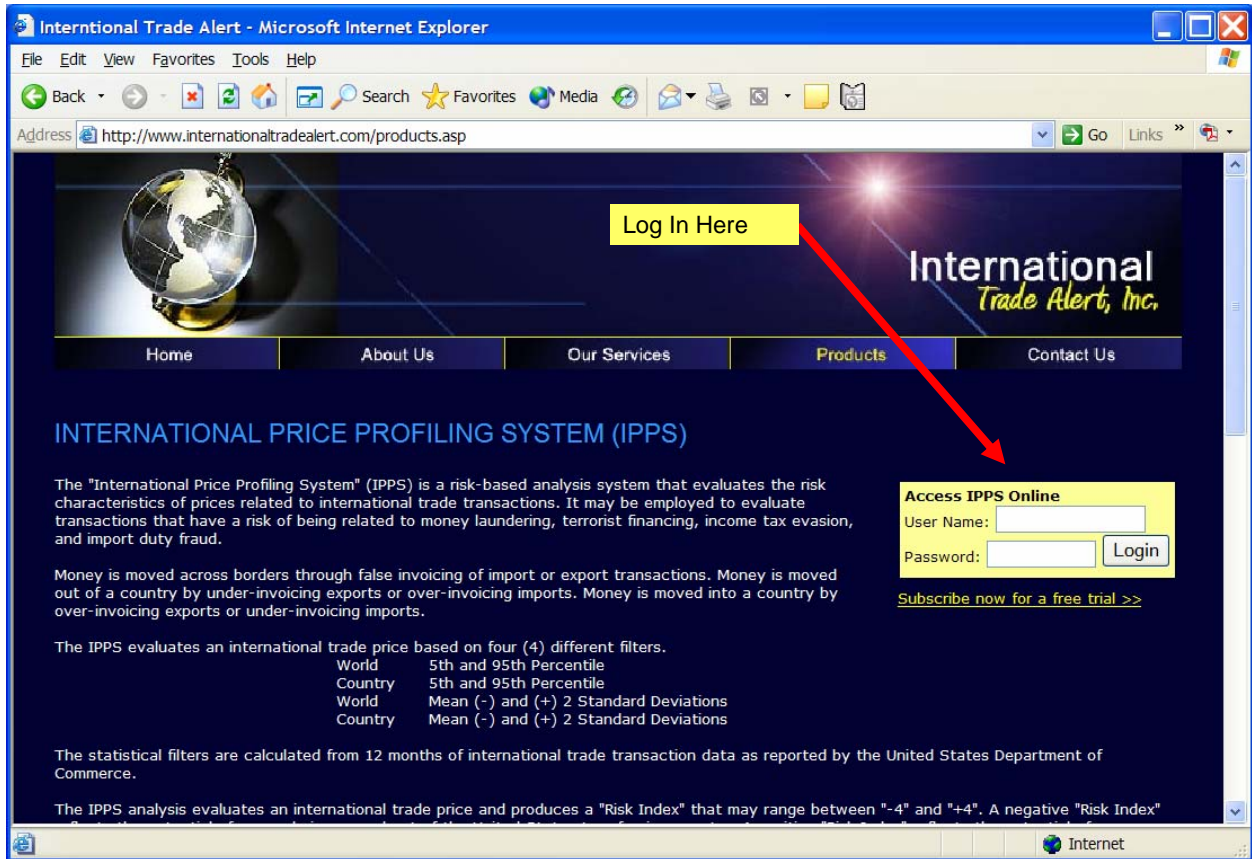 Interntional Trade Alert - Microsoft Internet Explorer
File Edit View Favorites Tools Help
Back Search Favorites Media
Address http://www.internationaltradealert.com/products.asp Go Links »
Log In Here
International
Trade Alert, Inc.
Home About Us Our Services Products Contact Us
INTERNATIONAL PRICE PROFILING SYSTEM (IPPS)
The "International Price Profiling System" (IPPS) is a risk-based analysis system that evaluates the risk
characteristics of prices related to international trade transactions. It may be employed to evaluate
transactions that have a risk of being related to money laundering, terrorist financing, income tax evasion,
and import duty fraud.
Access IPPS Online
User Name:
Password: Login
Subscribe now for a free trial >>
Money is moved across borders through false invoicing of import or export transactions. Money is moved
out of a country by under-invoicing exports or over-invoicing imports. Money is moved into a country by
over-invoicing exports or under-invoicing imports.
The IPPS evaluates an international trade price based on four (4) different filters.
World 5th and 95th Percentile
Country 5th and 95th Percentile
World Mean (-) and (+) 2 Standard Deviations
Country Mean (-) and (+) 2 Standard Deviations
The statistical filters are calculated from 12 months of international trade transaction data as reported by the United States Department of
Commerce.
The IPPS analysis evaluates an international trade price and produces a "Risk Index" that may range between "-4" and "+4". A negative "Risk Index"
Internet